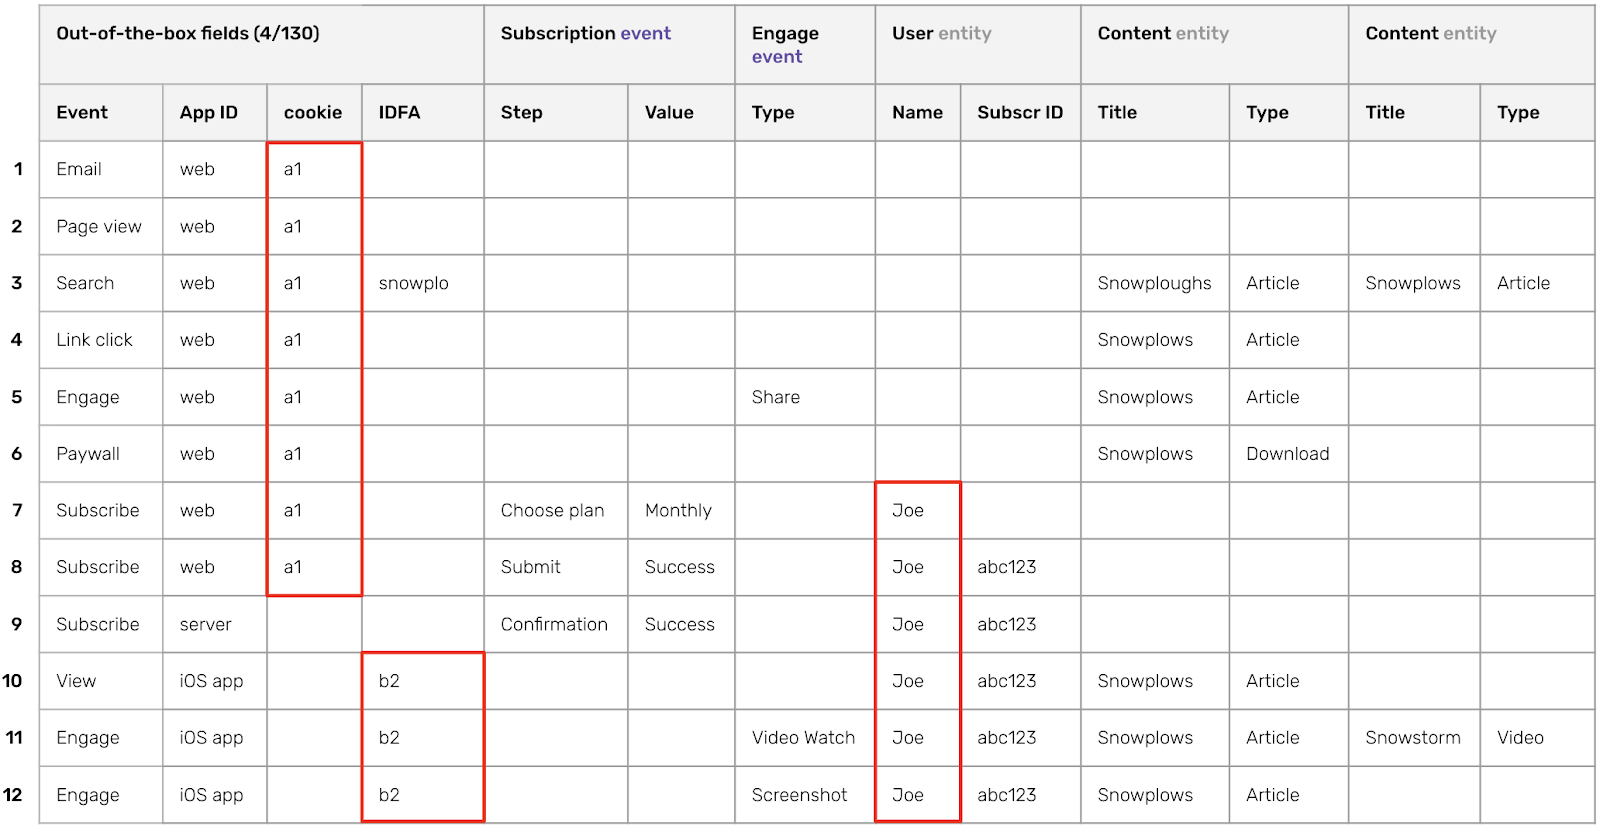 Out-of-the-box fields (4/130) Subscription event Engage event User entity Content entity Content entity
Event App ID cookie IDFA Step Value Type Name Subscr ID Title Type Title Type
1 Email web a1
2 Page view web a1
3 Search web a1 snowplo Snowploughs Article Snowplows Article
4 Link click web a1 Snowplows Article
5 Engage web a1 Share Snowplows Article
6 Paywall web a1 Snowplows Download
7 Subscribe web a1 Choose plan Monthly Joe
8 Subscribe web a1 Submit Success Joe abc123
9 Subscribe server Confirmation Success Joe abc123
10 View iOS app b2 Joe abc123 Snowplows Article
11 Engage iOS app b2 Video Watch Joe abc123 Snowplows Article Snowstorm Video
12 Engage iOS app b2 Screenshot Joe abc123 Snowplows Article